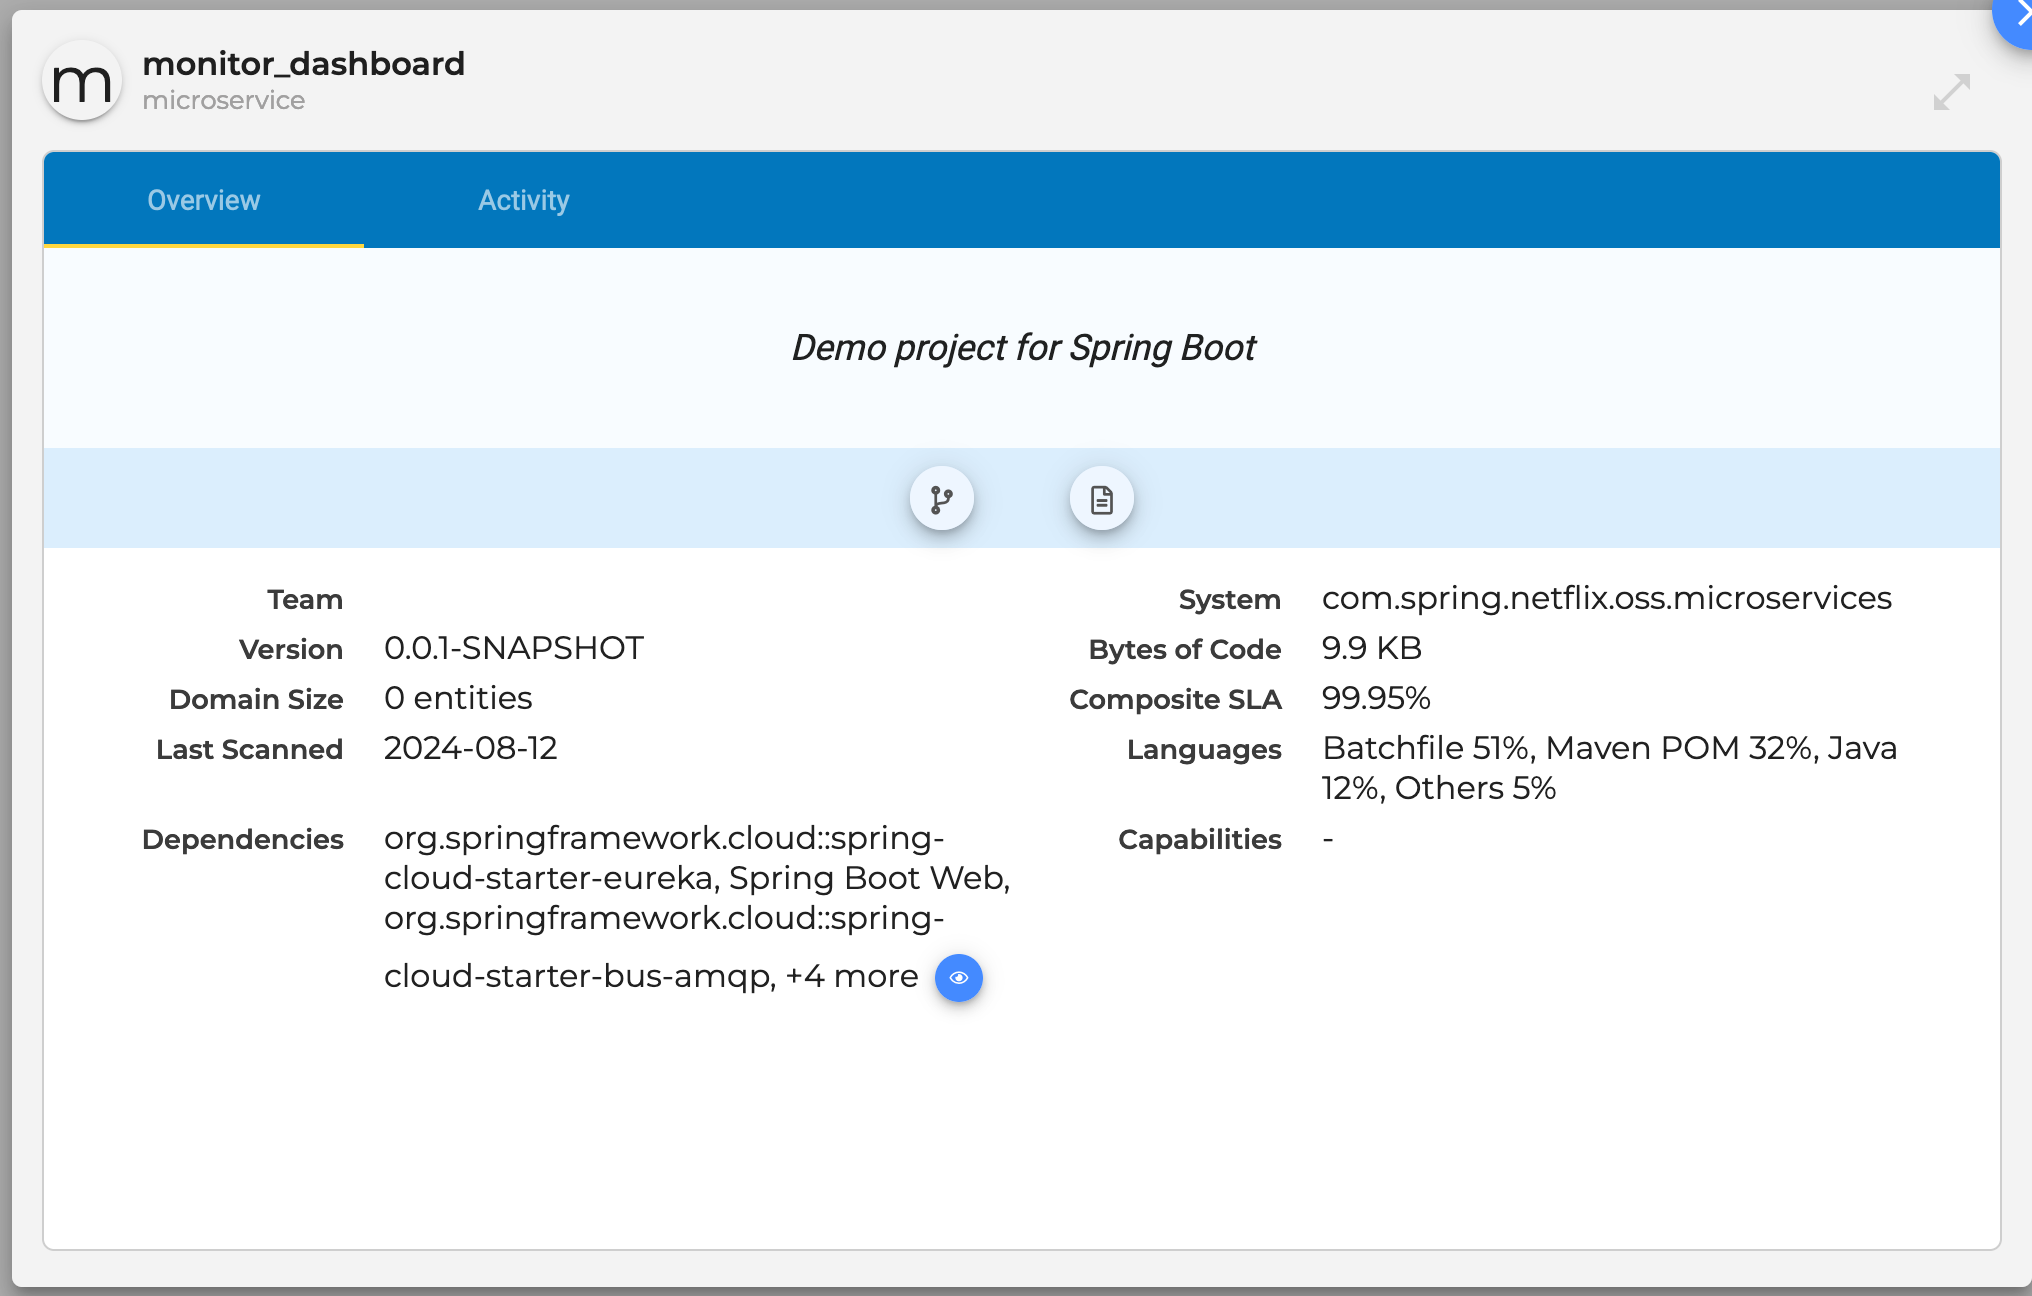 m
monitor_dashboard
microservice
Overview
Activity
Demo project for Spring Boot
Team
Version 0.0.1-SNAPSHOT
Domain Size 0 entities
Last Scanned 2024-08-12
Dependencies org.springframework.cloud::spring-
cloud-starter-eureka, Spring Boot Web,
org.springframework.cloud::spring-
cloud-starter-bus-amqp, +4 more
System com.spring.netflix.oss.microservices
Bytes of Code 9.9 KB
Composite SLA 99.95%
Languages Batchfile 51%, Maven POM 32%, Java
12%, Others 5%
Capabilities -